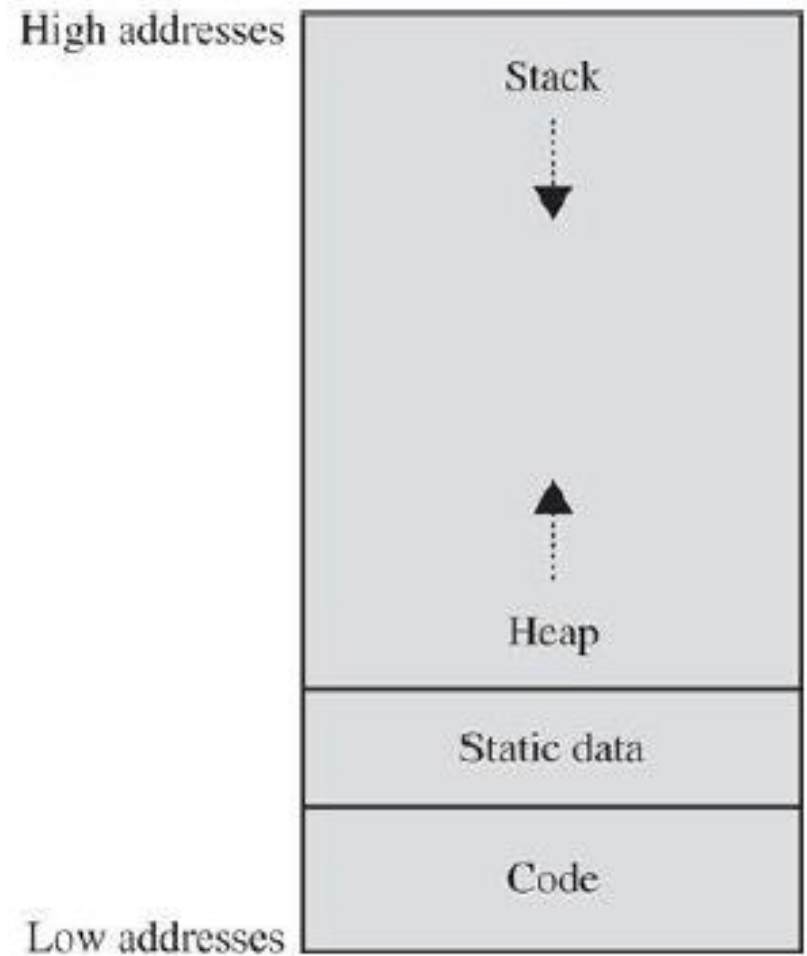 High addresses
Stack
Heap
Static data
Code
Low addresses